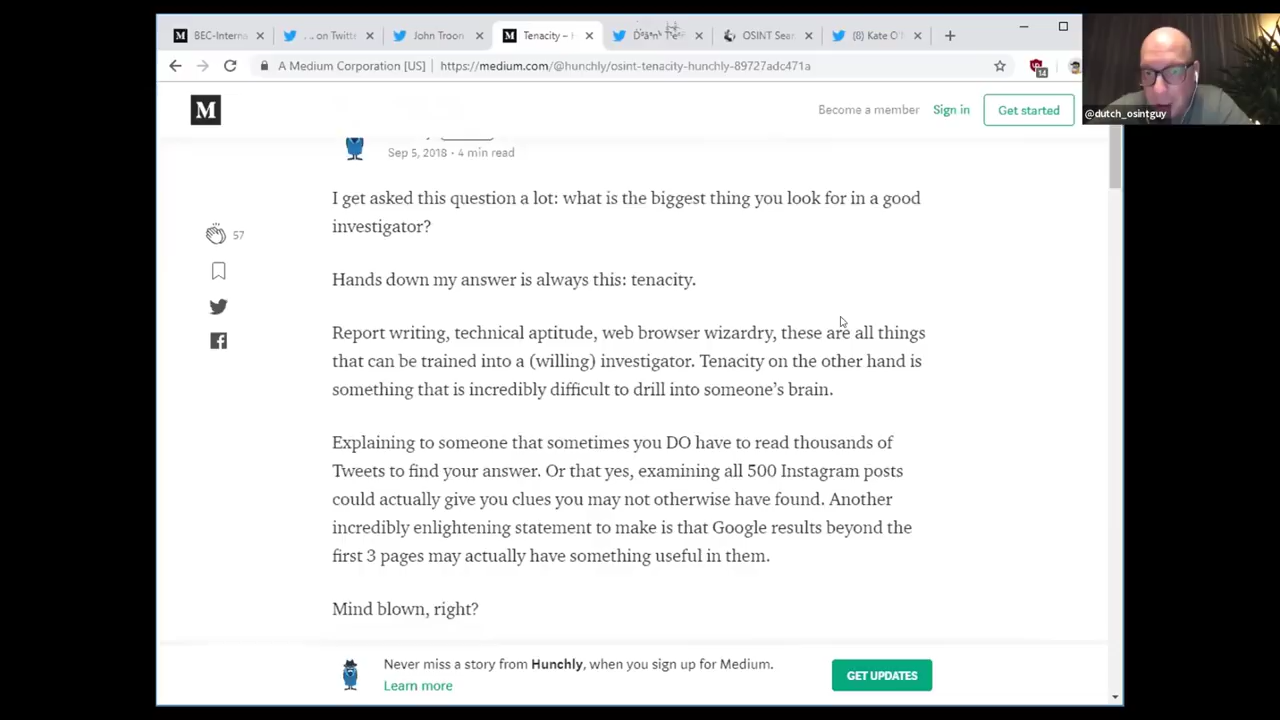 BEC-Interna
... on Twitte
John Troon
Tenacity – H
OSINT Sear
(8) Kate O'
A Medium Corporation [US]
https://medium.com/@hunchly/osint-tenacity-hunchly-89727adc471a
14
@dutch_osintguy
M
Become a member
Sign in
Get started
Sep 5, 2018 · 4 min read
57
I get asked this question a lot: what is the biggest thing you look for in a good
investigator?
Hands down my answer is always this: tenacity.
Report writing, technical aptitude, web browser wizardry, these are all things
that can be trained into a (willing) investigator. Tenacity on the other hand is
something that is incredibly difficult to drill into someone's brain.
Explaining to someone that sometimes you DO have to read thousands of
Tweets to find your answer. Or that yes, examining all 500 Instagram posts
could actually give you clues you may not otherwise have found. Another
incredibly enlightening statement to make is that Google results beyond the
first 3 pages may actually have something useful in them.
Mind blown, right?
Never miss a story from Hunchly, when you sign up for Medium.
Learn more
GET UPDATES